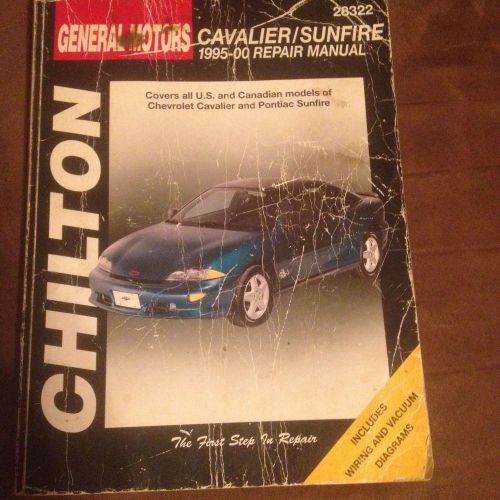 28322
GENERAL MOTORS
CAVALIER/SUNFIRE
1995-00 REPAIR MANUAL
Covers all U.S. and Canadian models of
Chevrolet Cavalier and Pontiac Sunfire
CHILTON
The First Step In Repair
INCLUDES
WIRING AND VACUUM
DIAGRAMS